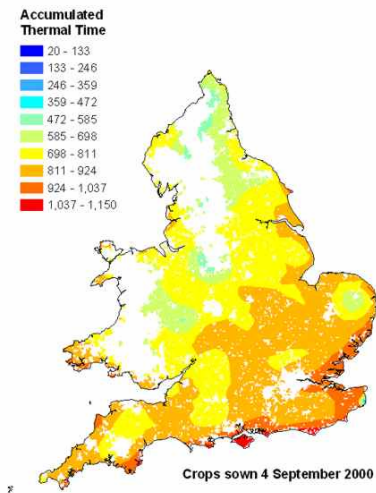 Accumulated
Thermal Time
20 - 133
133 - 246
246 - 359
359 - 472
472 - 585
585 - 698
698 - 811
811 - 924
924 - 1,037
1,037 - 1,150
Crops sown 4 September 2000